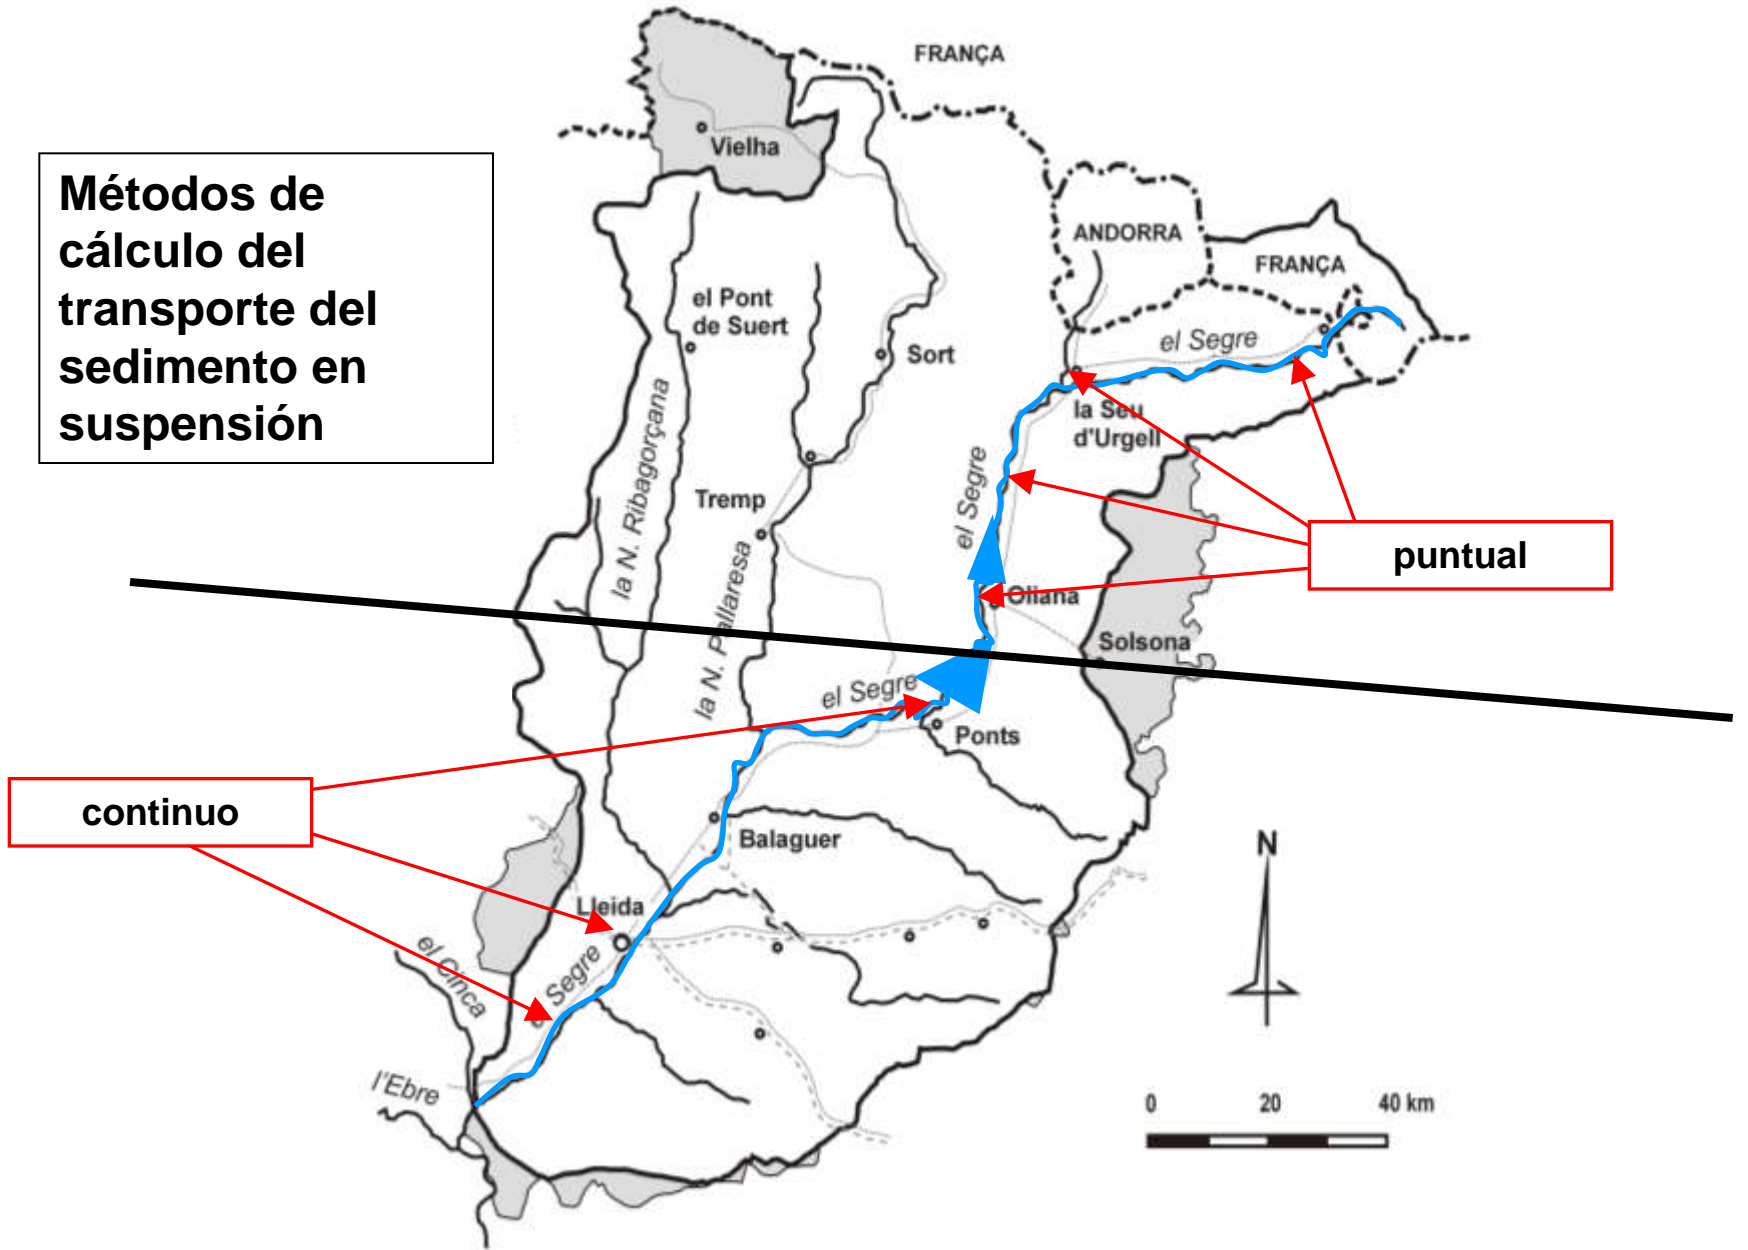 FRANÇA
Métodos de
cálculo del
transporte del
sedimento en
suspensión
Vielha
ANDORRA
FRANÇA
el Pont
de Suert
Sort
el Segre
la Seu
d'Urgell
la N. Ribagorçana
Tremp
el Segre
puntual
la N. Pallaresa
Oliana
Solsona
el Segre
Ponts
continuo
Balaguer
N
Lleida
el Cinca
Segre
l'Ebre
0 20 40 km